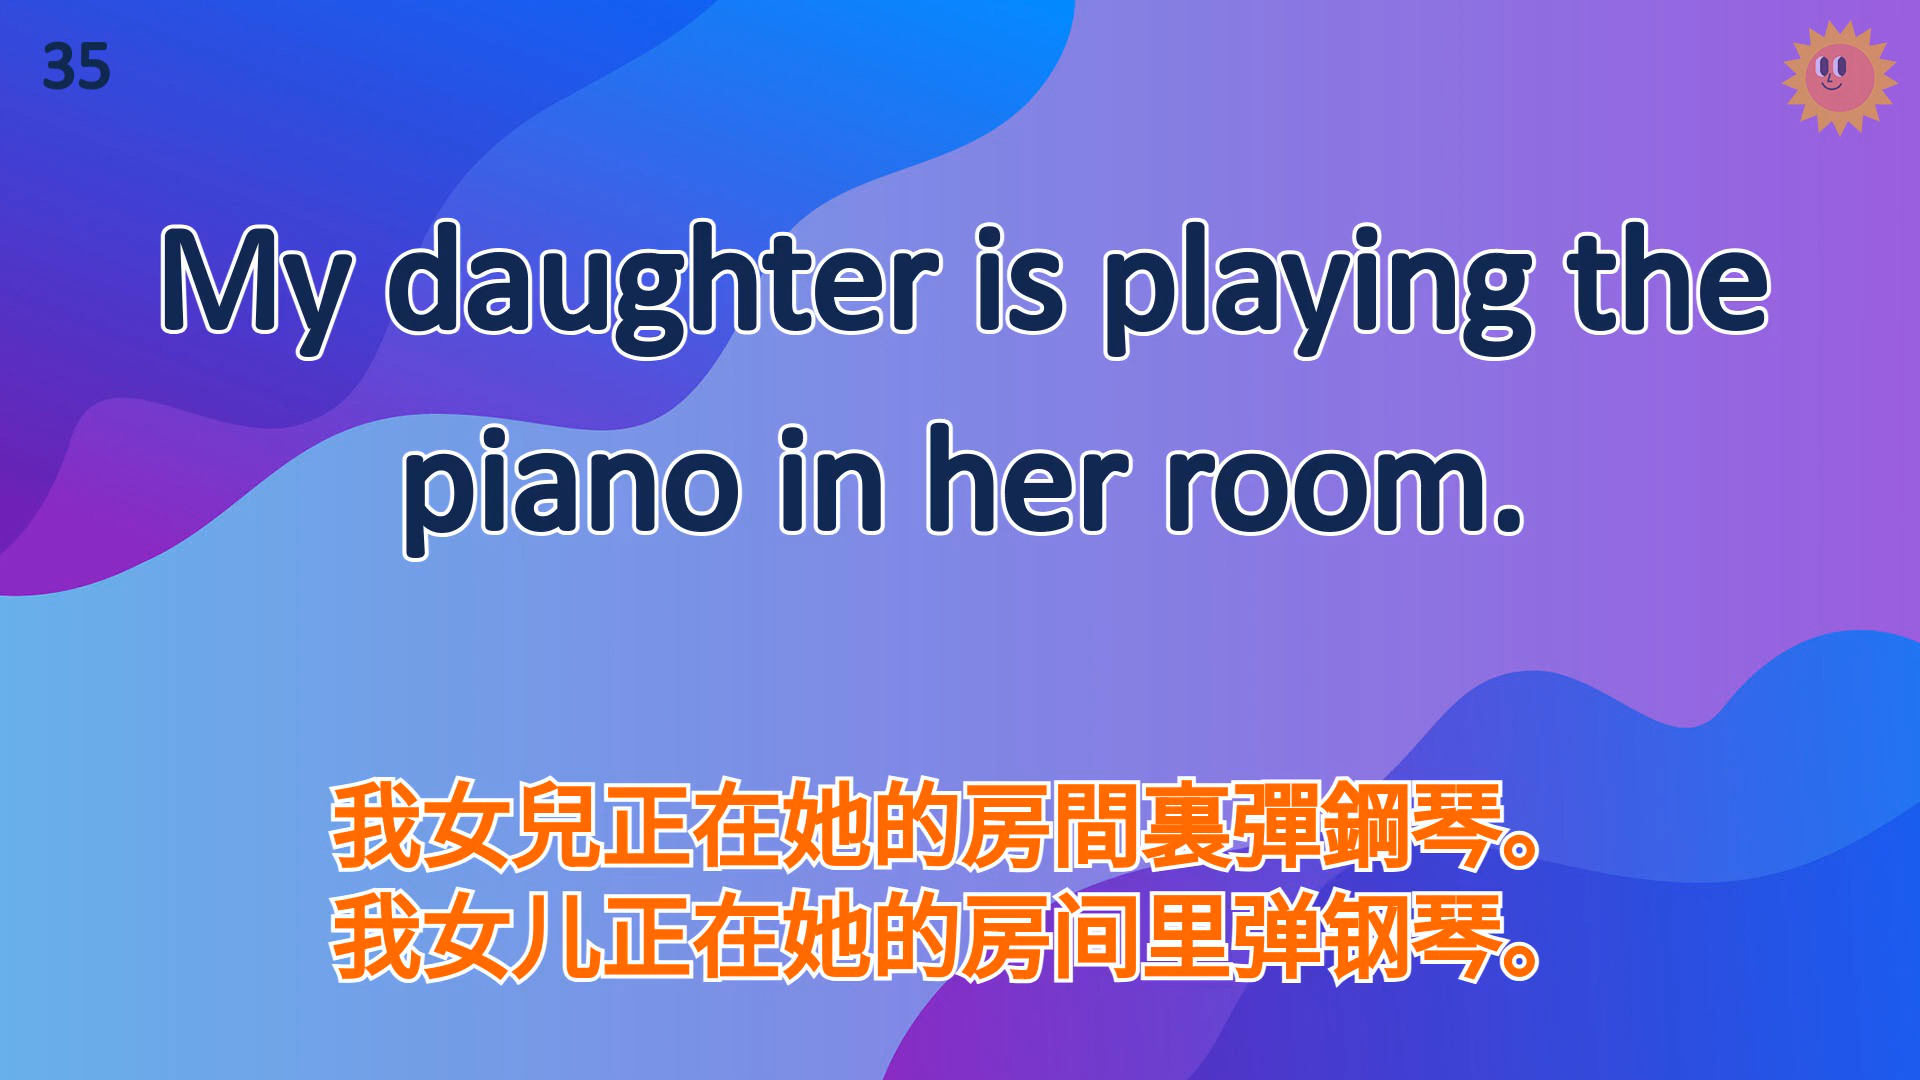 35
My daughter is playing the
piano in her room.
我女兒正在她的房間裏彈鋼琴。
我女儿正在她的房间里弹钢琴。